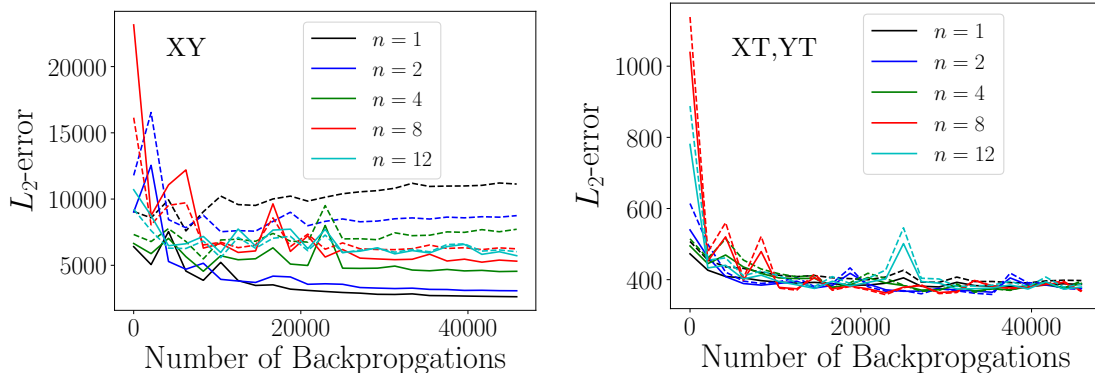 XY
n = 1
n = 2
n = 4
n = 8
n = 12
20000
15000
10000
5000
L2-error
0
20000
40000
Number of Backpropgations
XT,YT
n = 1
n = 2
n = 4
n = 8
n = 12
1000
800
600
400
L2-error
0
20000
40000
Number of Backpropgations